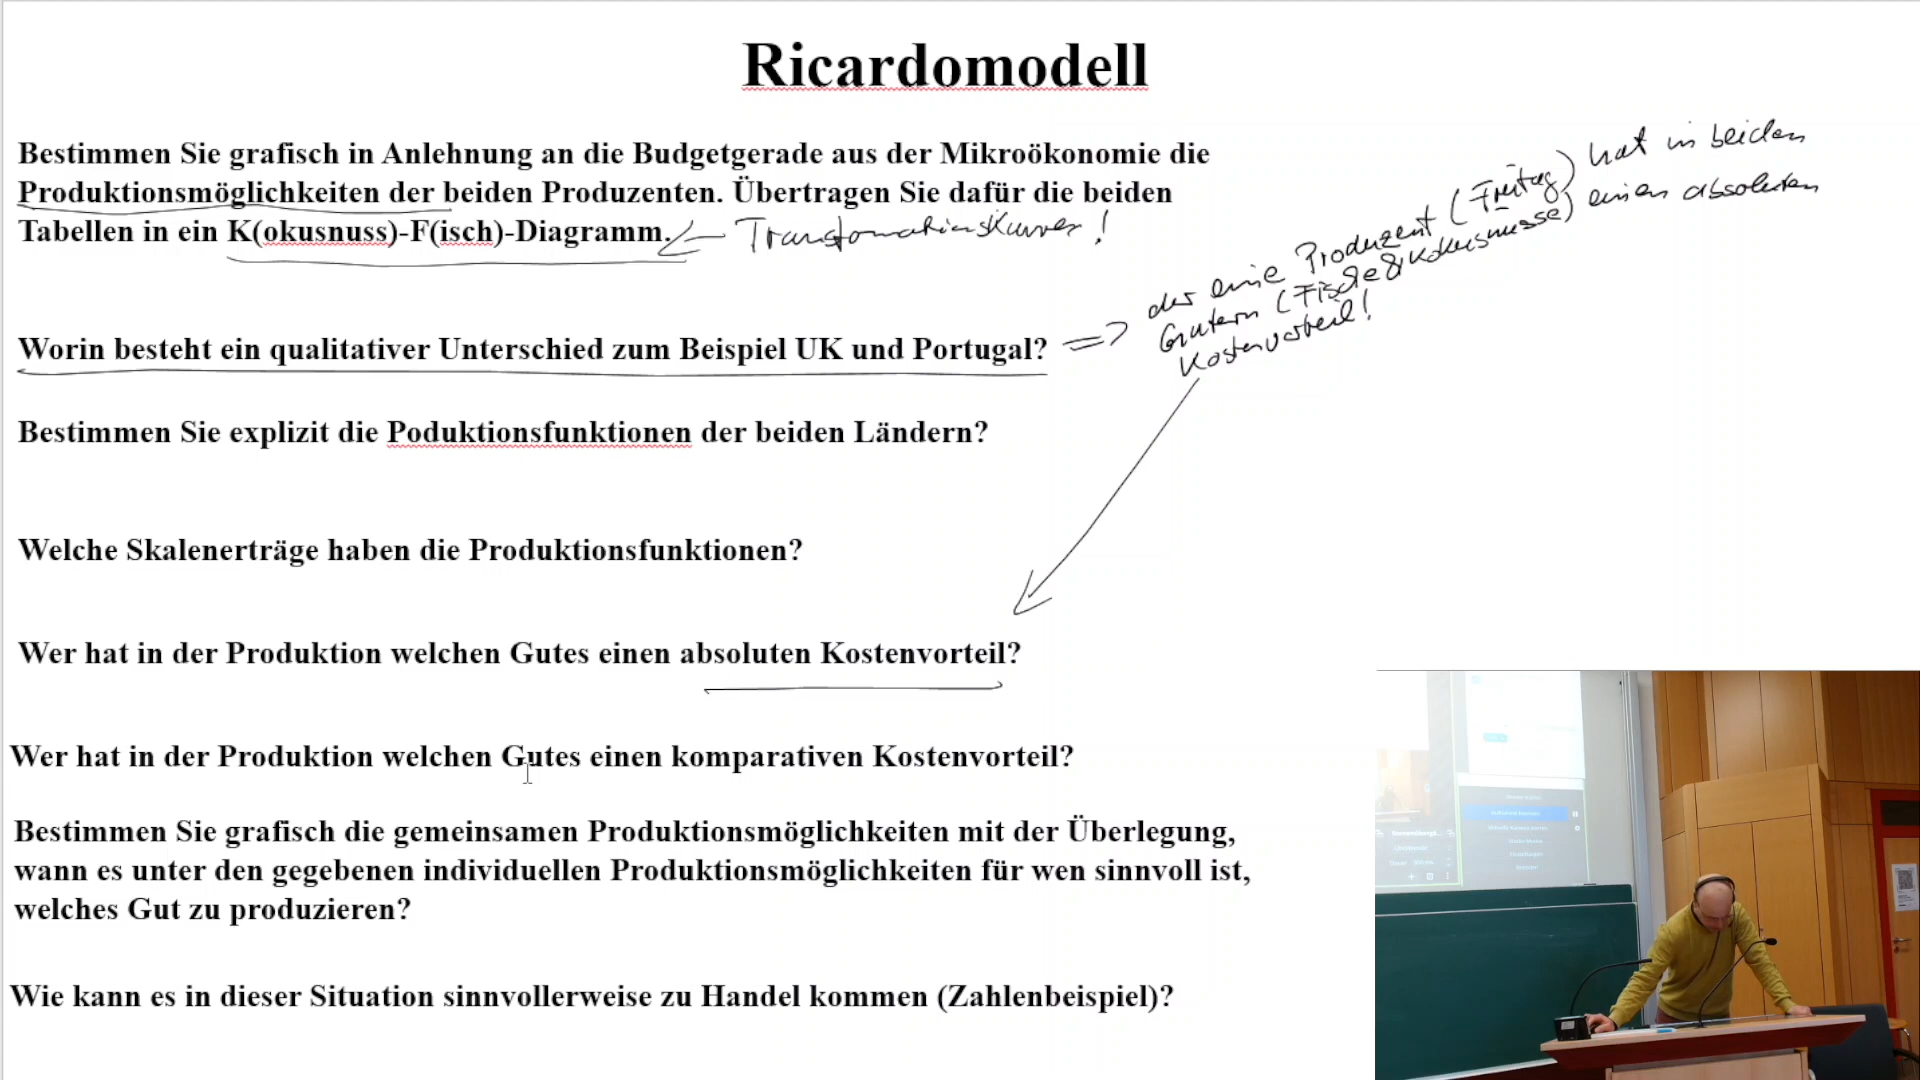 Ricardomodell
Bestimmen Sie grafisch in Anlehnung an die Budgetgerade aus der Mikroökonomie die
Produktionsmöglichkeiten der beiden Produzenten. Übertragen Sie dafür die beiden
Tabellen in ein K(okusnuss)-F(isch)-Diagramm.
Transformationskurven!
Worin besteht ein qualitativer Unterschied zum Beispiel UK und Portugal?
=> der eine Produzent (Freitag) hat in beiden
Gütern (Fische & Kokusnüsse) einen absoluten
Kostenvorteil!
Bestimmen Sie explizit die Poduktionsfunktionen der beiden Ländern?
Welche Skalenerträge haben die Produktionsfunktionen?
Wer hat in der Produktion welchen Gutes einen absoluten Kostenvorteil?
Wer hat in der Produktion welchen Gutes einen komparativen Kostenvorteil?
Bestimmen Sie grafisch die gemeinsamen Produktionsmöglichkeiten mit der Überlegung,
wann es unter den gegebenen individuellen Produktionsmöglichkeiten für wen sinnvoll ist,
welches Gut zu produzieren?
Wie kann es in dieser Situation sinnvollerweise zu Handel kommen (Zahlenbeispiel)?